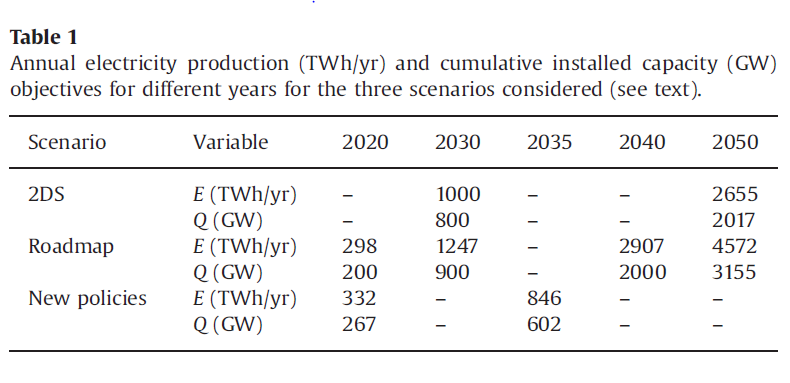 Table 1
Annual electricity production (TWh/yr) and cumulative installed capacity (GW)
objectives for different years for the three scenarios considered (see text).
Scenario Variable 2020 2030 2035 2040 2050
2DS E (TWh/yr) – 1000 – – 2655
Q (GW) – 800 – – 2017
Roadmap E (TWh/yr) 298 1247 – 2907 4572
Q (GW) 200 900 – 2000 3155
New policies E (TWh/yr) 332 – 846 – –
Q (GW) 267 – 602 – –